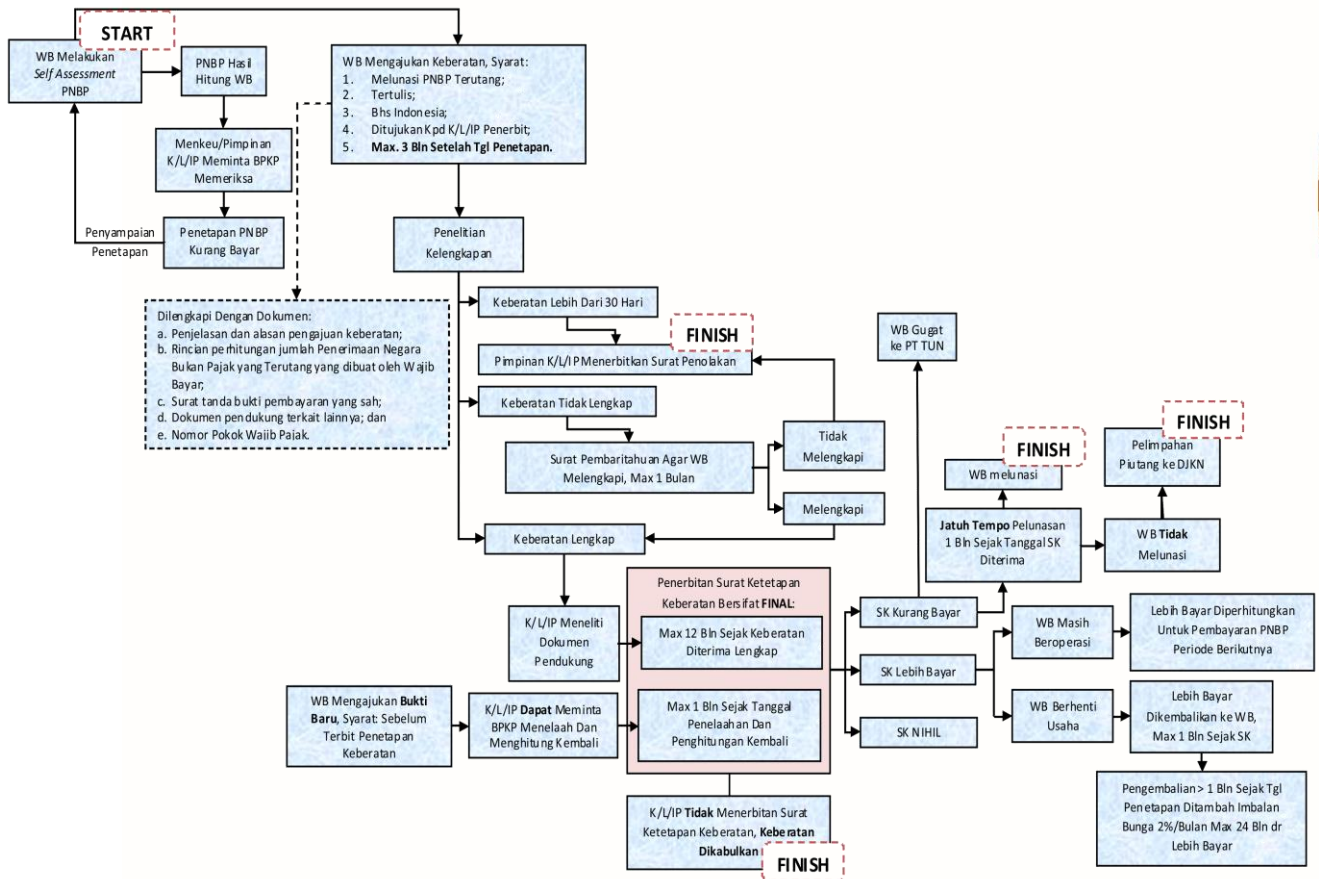 START
WB Melakukan
Self Assessment
PNBP
PNBP Hasil
Hitung WB
Menkeu/Pimpinan
K/L/IP Meminta BPKP
Memeriksa
Penetapan PNBP
Kurang Bayar
Penyampaian
Penetapan
WB Mengajukan Keberatan, Syarat:
1. Melunasi PNBP Terutang;
2. Tertulis;
3. Bhs Indonesia;
4. Ditujukan Kpd K/L/IP Penerbit;
5. Max. 3 Bln Setelah Tgl Penetapan.
Penelitian
Kelengkapan
Dilengkapi Dengan Dokumen:
a. Penjelasan dan alasan pengajuan keberatan;
b. Rincian perhitungan jumlah Penerimaan Negara
Bukan Pajak yang Terutang yang dibuat oleh Wajib
Bayar;
c. Surat tanda bukti pembayaran yang sah;
d. Dokumen pendukung terkait lainnya; dan
e. Nomor Pokok Wajib Pajak.
Keberatan Lebih Dari 30 Hari
FINISH
Pimpinan K/L/IP Menerbitkan Surat Penolakan
Keberatan Tidak Lengkap
Surat Pembaritahuan Agar WB
Melengkapi, Max 1 Bulan
Tidak
Melengkapi
Melengkapi
Keberatan Lengkap
K/L/IP Meneliti
Dokumen
Pendukung
WB Mengajukan Bukti
Baru, Syarat: Sebelum
Terbit Penetapan
Keberatan
K/L/IP Dapat Meminta
BPKP Menelaah Dan
Menghitung Kembali
Penerbitan Surat Ketetapan
Keberatan Bersifat FINAL:
Max 12 Bln Sejak Keberatan
Diterima Lengkap
Max 1 Bln Sejak Tanggal
Penelaahan Dan
Penghitungan Kembali
K/L/IP Tidak Menerbitan Surat
Ketetapan Keberatan, Keberatan
Dikabulkan
FINISH
WB Gugat
ke PT TUN
SK Kurang Bayar
SK Lebih Bayar
SK NIHIL
FINISH
WB melunasi
Jatuh Tempo Pelunasan
1 Bln Sejak Tanggal SK
Diterima
FINISH
Pelimpahan
Piutang ke DJKN
WB Tidak
Melunasi
WB Masih
Beroperasi
Lebih Bayar Diperhitungkan
Untuk Pembayaran PNBP
Periode Berikutnya
WB Berhenti
Usaha
Lebih Bayar
Dikembalikan ke WB,
Max 1 Bln Sejak SK
Pengembalian > 1 Bln Sejak Tgl
Penetapan Ditambah Imbalan
Bunga 2%/Bulan Max 24 Bln dr
Lebih Bayar